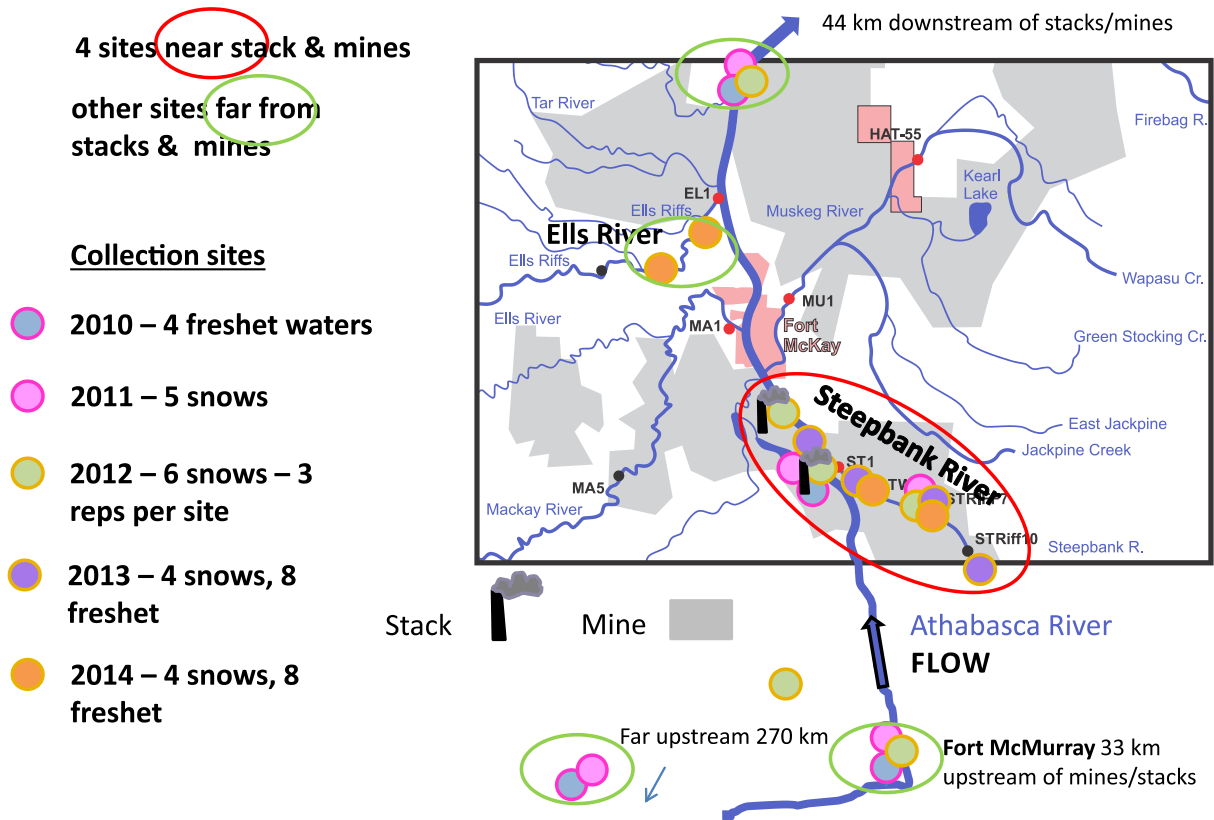 4 sites near stack & mines
other sites far from
stacks & mines
Collection sites
2010 – 4 freshet waters
2011 – 5 snows
2012 – 6 snows – 3
reps per site
2013 – 4 snows, 8
freshet
2014 – 4 snows, 8
freshet
44 km downstream of stacks/mines
Tar River
Firebag R.
HAT-55
Kearl
Lake
EL1
Ells Riffs
Muskeg River
Ells River
Ells Riffs
Wapasu Cr.
MU1
Ells River
MA1
Fort
McKay
Green Stocking Cr.
Steepbank River
East Jackpine
Jackpine Creek
ST1
MA5
STRiff10
Mackay River
Steepbank R.
Stack
Mine
Athabasca River
FLOW
Far upstream 270 km
Fort McMurray 33 km
upstream of mines/stacks